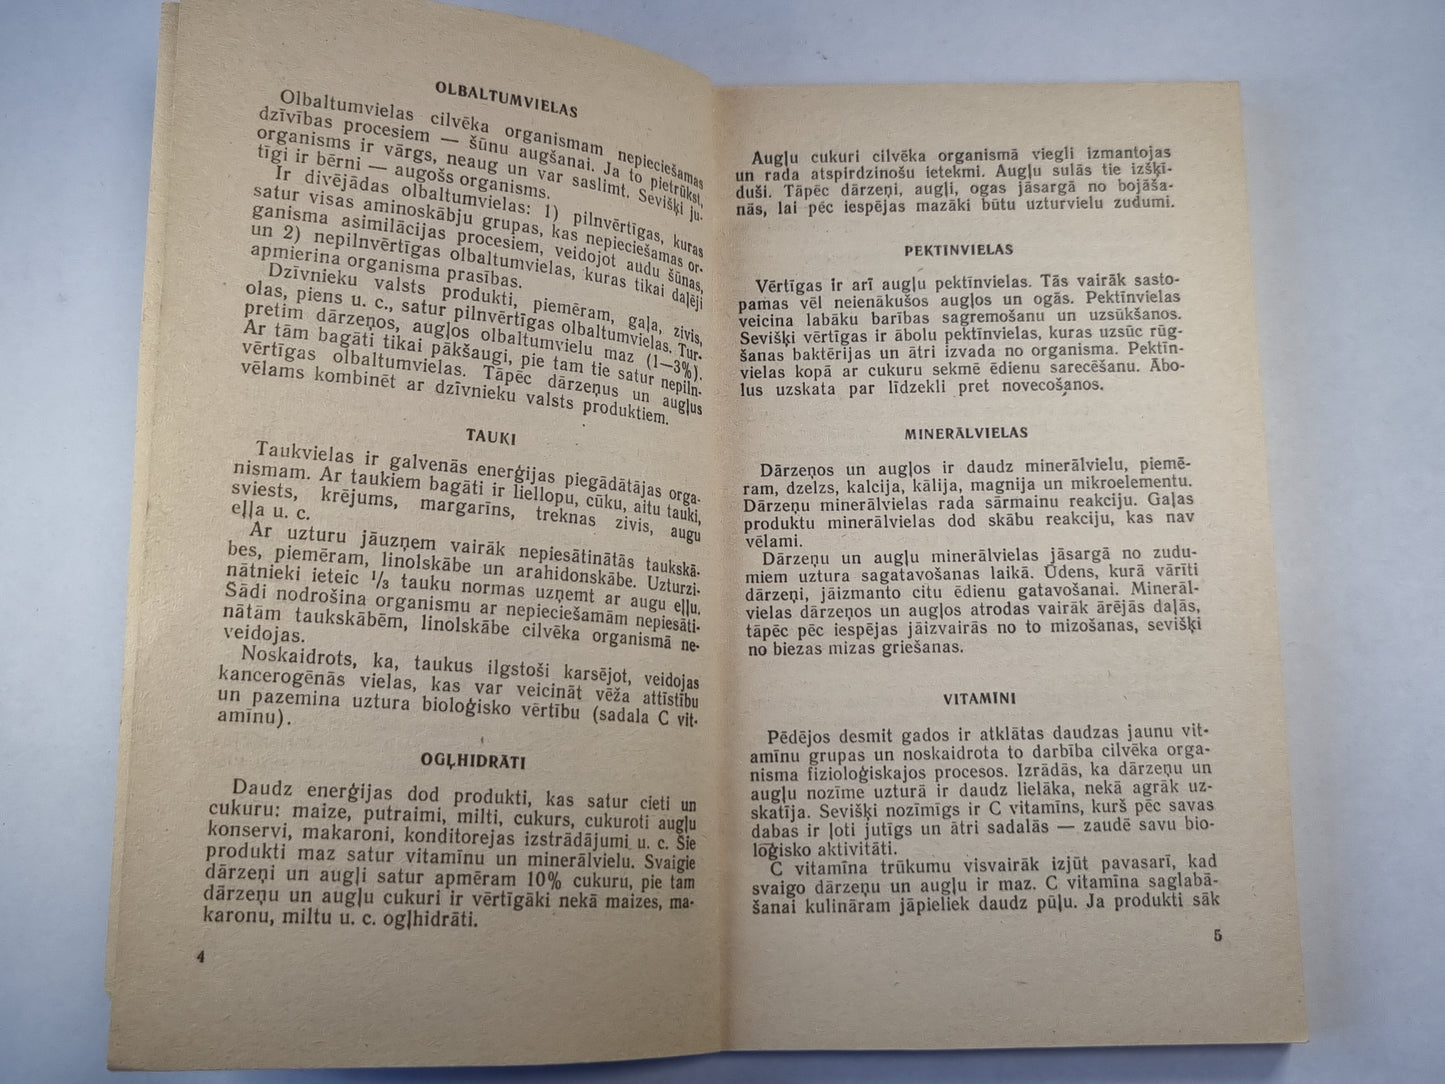 OLBALTUMVIELAS
Olbaltumvielas cilvēka organismam nepieciešamas
dzīvības procesiem — šūnu augšanai. Ja to pietrūkst,
organisms ir vārgs, neaug un var saslimt. Sevišķi ju-
tīgi ir bērni — augošs organisms.
Ir divējādas olbaltumvielas: 1) pilnvērtīgas, kuras
satur visas aminoskābju grupas, kas nepieciešamas or-
ganisma asimilācijas procesiem, veidojot audu šūnas,
un 2) nepilnvērtīgas olbaltumvielas, kuras tikai daļēji
apmierina organisma prasības.
Dzīvnieku valsts produkti, piemēram, gaļa, zivis,
olas, piens u. c., satur pilnvērtīgas olbaltumvielas. Tur-
pretim dārzeņos, augļos olbaltumvielu maz (1—3%).
Ar tām bagāti tikai pākšaugi, pie tam tie satur nepiln-
vērtīgas olbaltumvielas. Tāpēc dārzeņus un augļus
vēlams kombinēt ar dzīvnieku valsts produktiem.
TAUKI
Taukvielas ir galvenās enerģijas piegādātājas orga-
nismam. Ar taukiem bagāti ir liellopu, cūku, aitu tauki,
sviests, krējums, margarīns, treknas zivis, augu
eļļa u. c.
Ar uzturu jāuzņem vairāk nepiesātinātās taukskā-
bes, piemēram, linolskābe un arahidonskābe. Uzturzi-
nātnieki ieteic ⅓ tauku normas uzņemt ar augu eļļu.
Šādi nodrošina organismu ar nepieciešamām nepiesāti-
nātām taukskābēm, linolskābe cilvēka organismā ne-
veidojas.
Noskaidrots, ka, taukus ilgstoši karsējot, veidojas
kancerogēnās vielas, kas var veicināt vēža attīstību
un pazemina uztura bioloģisko vērtību (sadala C vit-
amīnu).
OGĻHIDRĀTI
Daudz enerģijas dod produkti, kas satur cieti un
cukuru: maize, putraimi, milti, cukurs, cukuroti augļu
konservi, makaroni, konditorejas izstrādājumi u. c. Šie
produkti maz satur vitamīnu un minerālvielu. Svaigie
dārzeņi un augļi satur apmēram 10% cukuru, pie tam
dārzeņu un augļu cukuri ir vērtīgāki nekā maizes, ma-
karonu, miltu u. c. ogļhidrāti.
4
Augļu cukuri cilvēka organismā viegli izmantojas
un rada atspirdzinošu ietekmi. Augļu sulās tie izšķī-
duši. Tāpēc dārzeņi, augļi, ogas jāsargā no bojāša-
nās, lai pēc iespējas mazāki būtu uzturvielu zudumi.
PEKTĪNVIELAS
Vērtīgas ir arī augļu pektīnvielas. Tās vairāk sasto-
pamas vēl neienākušos augļos un ogās. Pektīnvielas
veicina labāku barības sagremošanu un uzsūkšanos.
Sevišķi vērtīgas ir ābolu pektīnvielas, kuras uzsūc rūg-
šanas baktērijas un ātri izvada no organisma. Pektīn-
vielas kopā ar cukuru sekmē ēdienu sarecēšanu. Ābo-
lus uzskata par līdzekli pret novecošanos.
MINERĀLVIELAS
Dārzeņos un augļos ir daudz minerālvielu, piemē-
ram, dzelzs, kalcija, kālija, magnija un mikroelementu.
Dārzeņu minerālvielas rada sārmainu reakciju. Gaļas
produktu minerālvielas dod skābu reakciju, kas nav
vēlami.
Dārzeņu un augļu minerālvielas jāsargā no zudu-
miem uztura sagatavošanas laikā. Ūdens, kurā vārīti
dārzeņi, jāizmanto citu ēdienu gatavošanai. Minerāl-
vielas dārzeņos un augļos atrodas vairāk ārējās daļās,
tāpēc pēc iespējas jāizvairās no to mizošanas, sevišķi
no biezas mizas griešanas.
VITAMĪNI
Pēdējos desmit gados ir atklātas daudzas jaunu vit-
amīnu grupas un noskaidrota to darbība cilvēka orga-
nisma fizioloģiskajos procesos. Izrādās, ka dārzeņu un
augļu nozīme uzturā ir daudz lielāka, nekā agrāk uz-
skatīja. Sevišķi nozīmīgs ir C vitamīns, kurš pēc savas
dabas ir ļoti jutīgs un ātri sadalās — zaudē savu bio-
loģisko aktivitāti.
C vitamīna trūkumu visvairāk izjūt pavasarī, kad
svaigo dārzeņu un augļu ir maz. C vitamīna saglabā-
šanai kulināram jāpieliek daudz pūļu. Ja produkti sāk
5